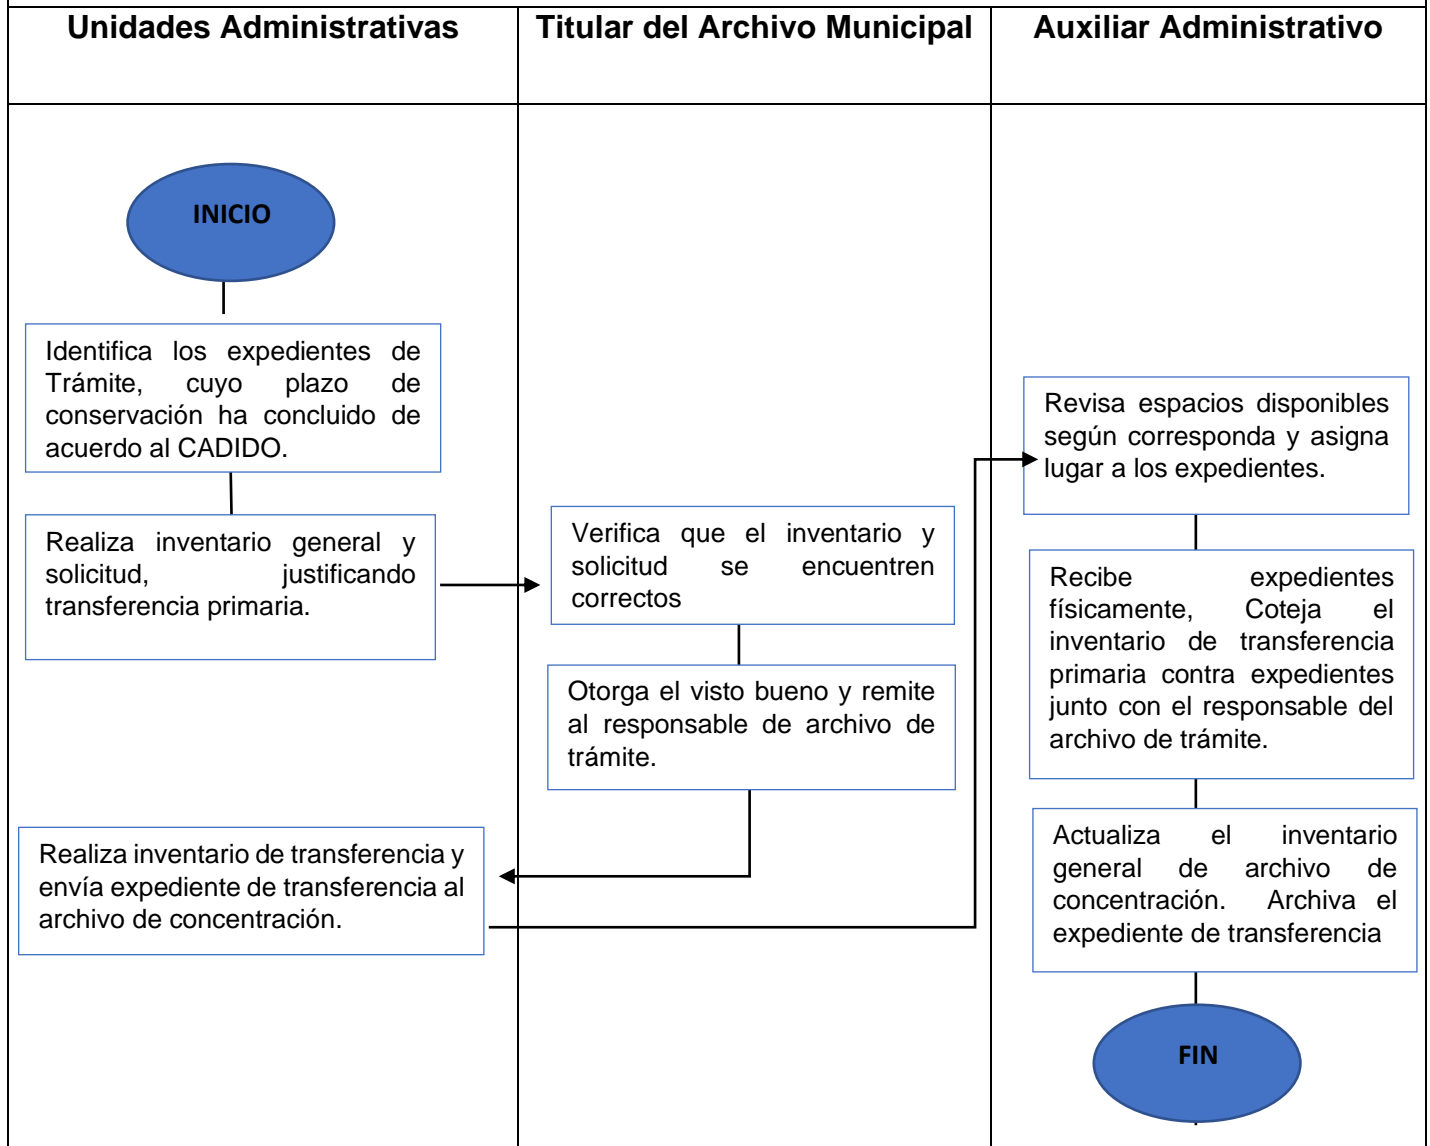 Unidades Administrativas
Titular del Archivo Municipal
Auxiliar Administrativo
INICIO
Identifica los expedientes de
Trámite, cuyo plazo de
conservación ha concluido de
acuerdo al CADIDO.
Realiza inventario general y
solicitud, justificando
transferencia primaria.
Verifica que el inventario y
solicitud se encuentren
correctos
Otorga el visto bueno y remite
al responsable de archivo de
trámite.
Realiza inventario de transferencia y
envía expediente de transferencia al
archivo de concentración.
Revisa espacios disponibles
según corresponda y asigna
lugar a los expedientes.
Recibe expedientes
físicamente, Coteja el
inventario de transferencia
primaria contra expedientes
junto con el responsable del
archivo de trámite.
Actualiza el inventario
general de archivo de
concentración. Archiva el
expediente de transferencia
FIN